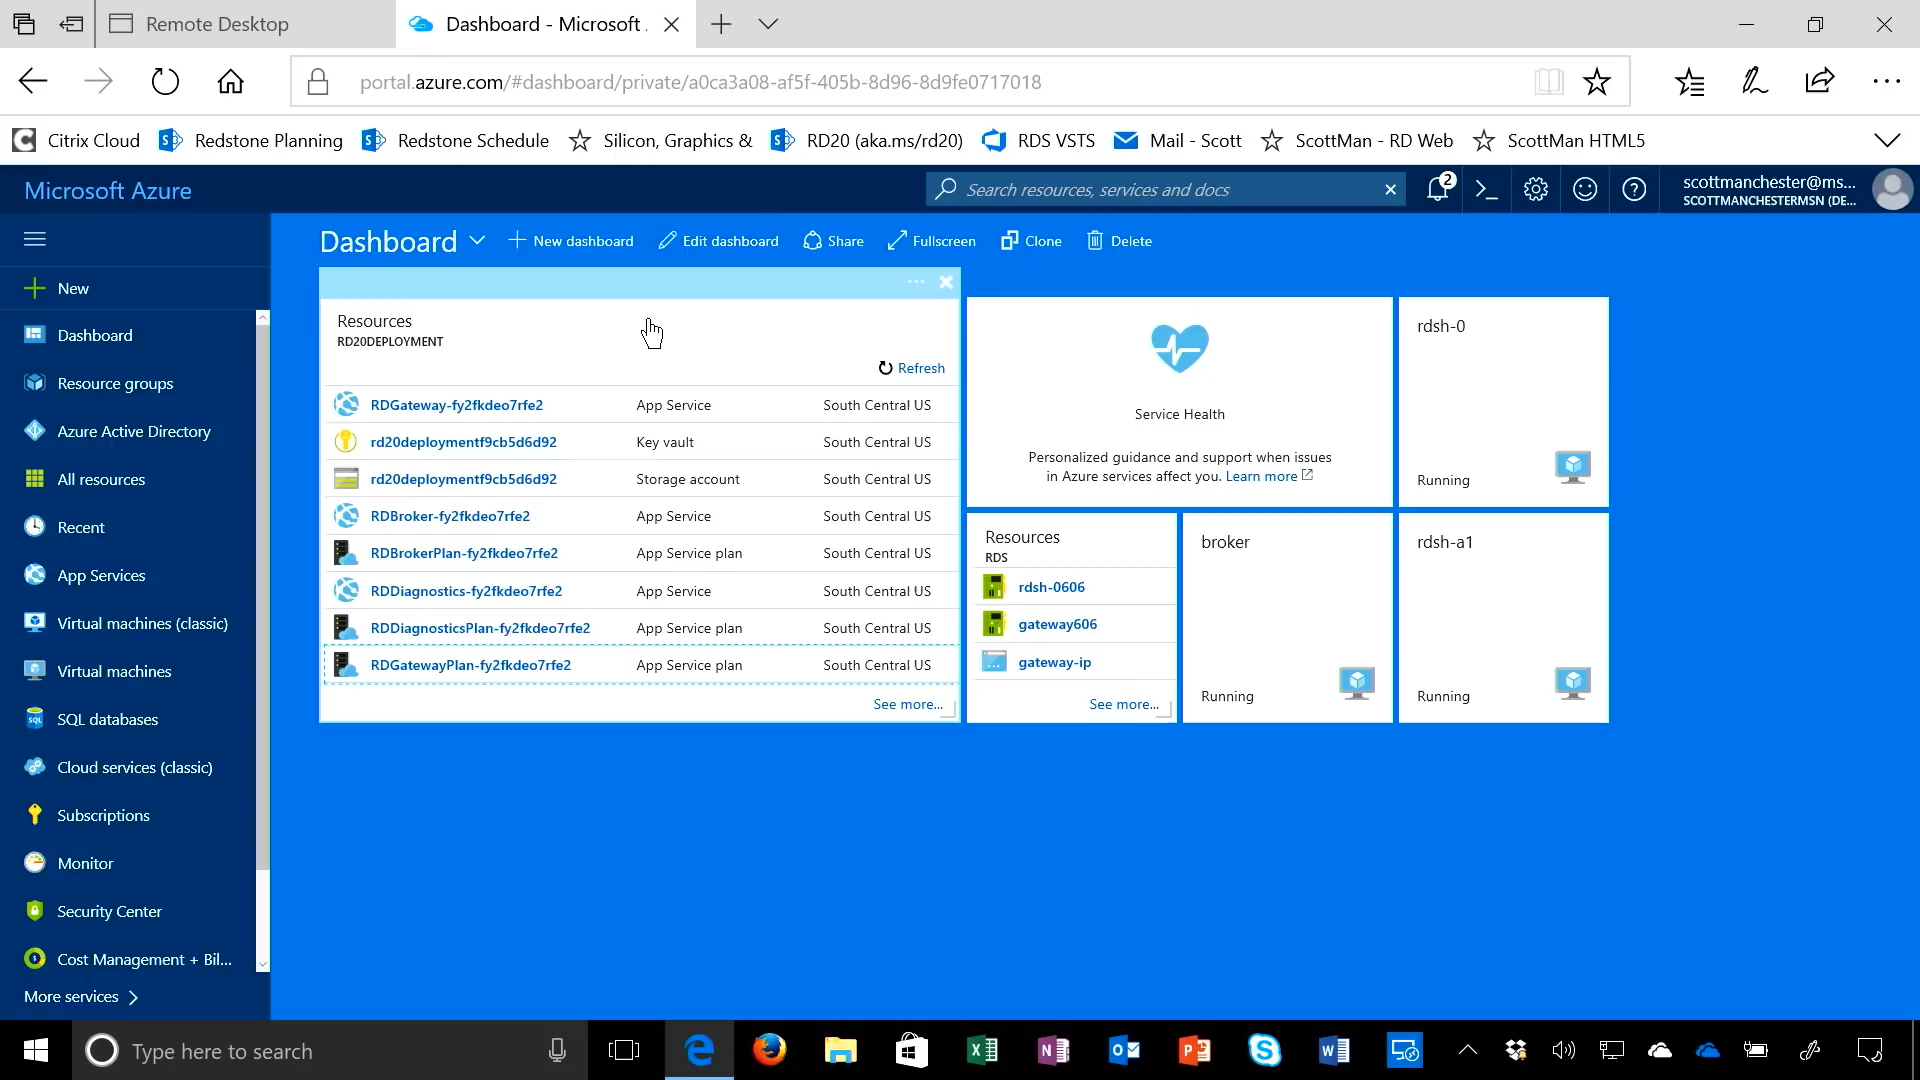 Remote Desktop
Dashboard - Microsoft
portal.azure.com/#dashboard/private/a0ca3a08-af5f-405b-8d96-8d9fe0717018
Citrix Cloud
Redstone Planning
Redstone Schedule
Silicon, Graphics &
RD20 (aka.ms/rd20)
RDS VSTS
Mail - Scott
ScottMan - RD Web
ScottMan HTML5
Microsoft Azure
Search resources, services and docs
2
scottmanchester@ms...
SCOTTMANCHESTERMSN (DE...
Dashboard
New dashboard
Edit dashboard
Share
Fullscreen
Clone
Delete
New
Dashboard
Resource groups
Azure Active Directory
All resources
Recent
App Services
Virtual machines (classic)
Virtual machines
SQL databases
Cloud services (classic)
Subscriptions
Monitor
Security Center
Cost Management + Bil...
More services
Resources
RD20DEPLOYMENT
Refresh
RDGateway-fy2fkdeo7rfe2 App Service South Central US
rd20deploymentf9cb5d6d92 Key vault South Central US
rd20deploymentf9cb5d6d92 Storage account South Central US
RDBroker-fy2fkdeo7rfe2 App Service South Central US
RDBrokerPlan-fy2fkdeo7rfe2 App Service plan South Central US
RDDiagnostics-fy2fkdeo7rfe2 App Service South Central US
RDDiagnosticsPlan-fy2fkdeo7rfe2 App Service plan South Central US
RDGatewayPlan-fy2fkdeo7rfe2 App Service plan South Central US
See more...
Service Health
Personalized guidance and support when issues
in Azure services affect you. Learn more
rdsh-0
Running
Resources
RDS
rdsh-0606
gateway606
gateway-ip
See more...
broker
Running
rdsh-a1
Running
Type here to search